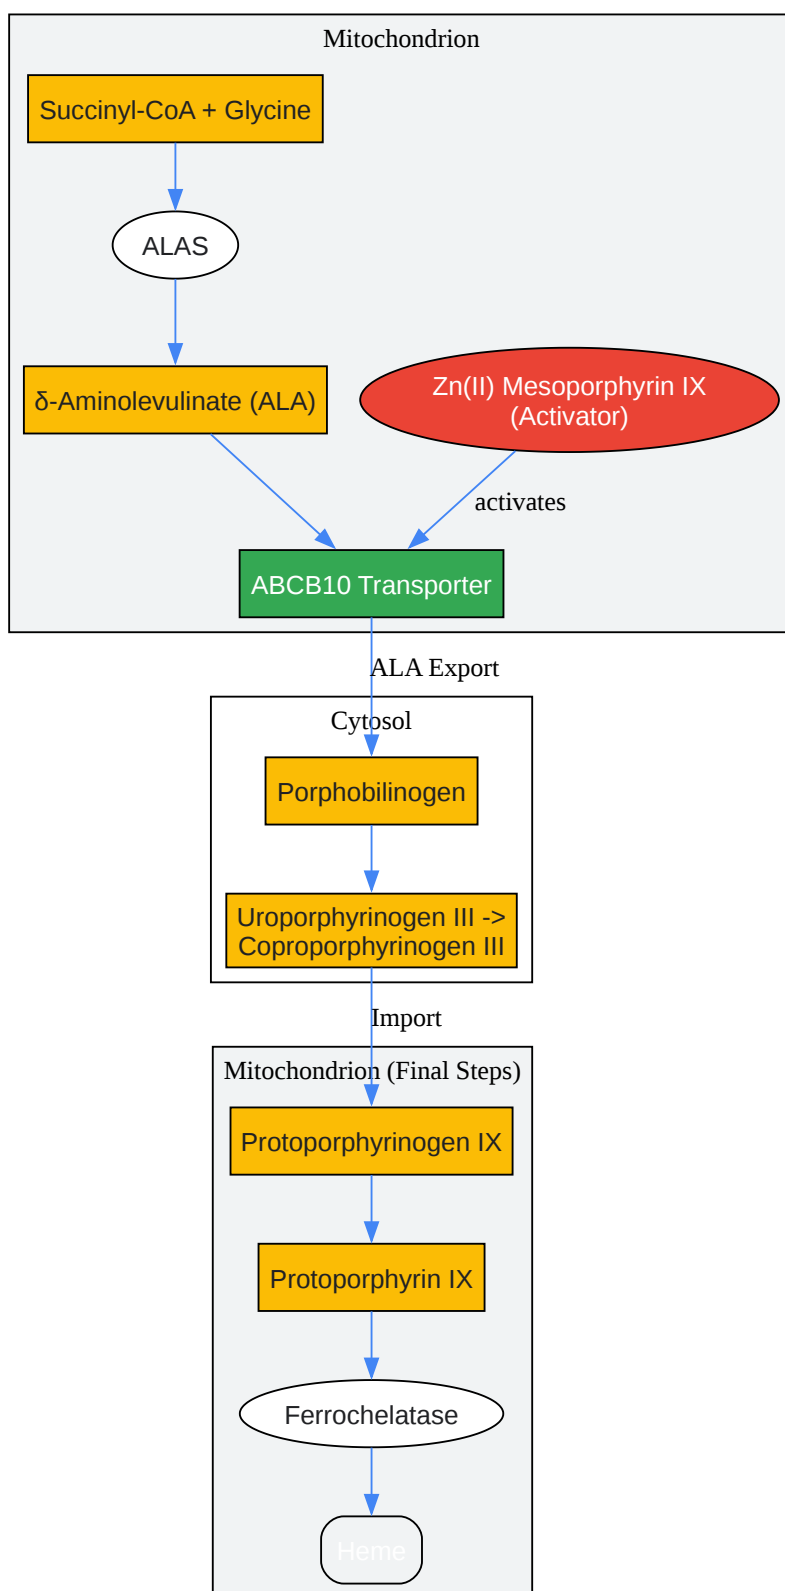 Mitochondrion
Succinyl-CoA + Glycine
ALAS
δ-Aminolevulinate (ALA)
Zn(II) Mesoporphyrin IX
(Activator)
activates
ABCB10 Transporter
ALA Export
Cytosol
Porphobilinogen
Uroporphyrinogen III ->
Coproporphyrinogen III
Import
Mitochondrion (Final Steps)
Protoporphyrinogen IX
Protoporphyrin IX
Ferrochelatase
Heme